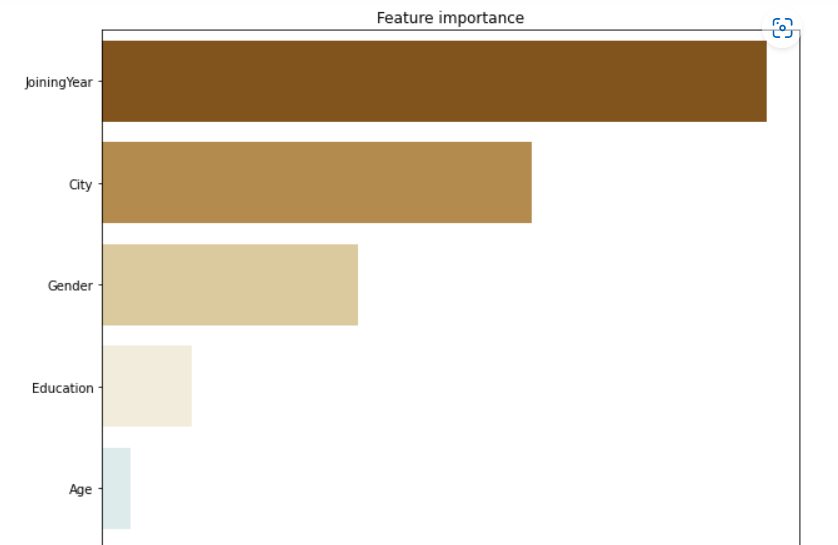 Feature importance
JoiningYear
City
Gender
Education
Age